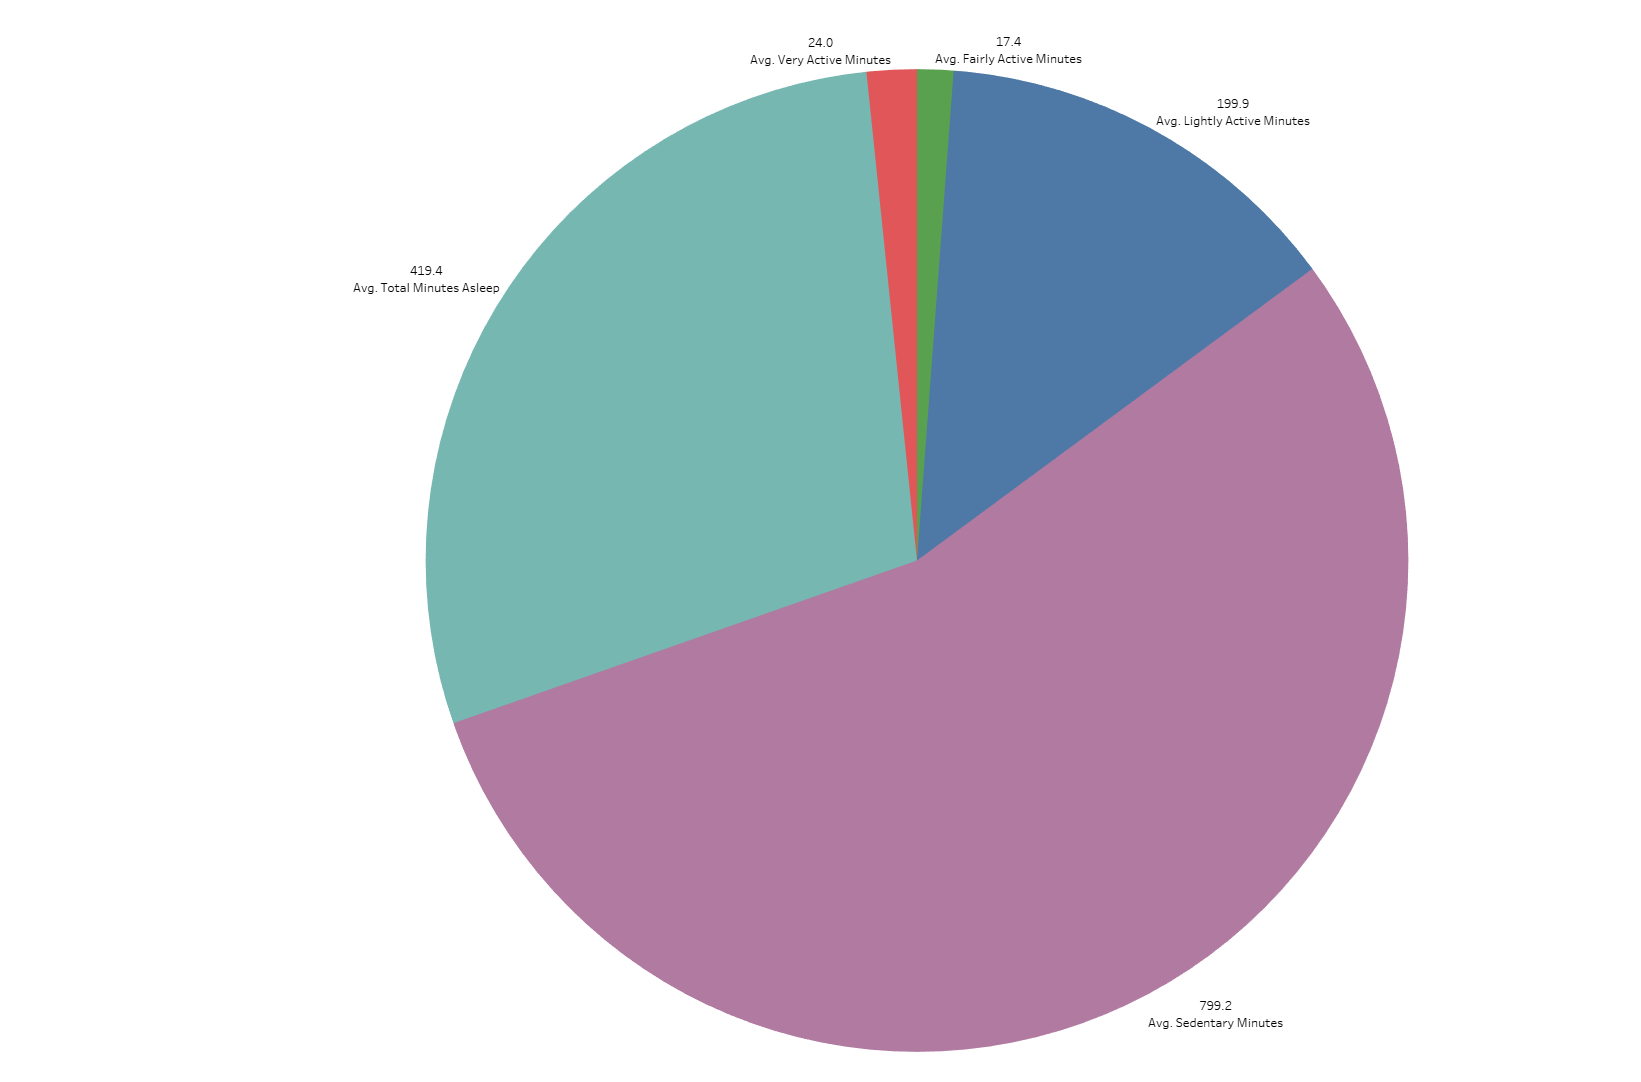 24.0
Avg. Very Active Minutes
17.4
Avg. Fairly Active Minutes
199.9
Avg. Lightly Active Minutes
419.4
Avg. Total Minutes Asleep
799.2
Avg. Sedentary Minutes